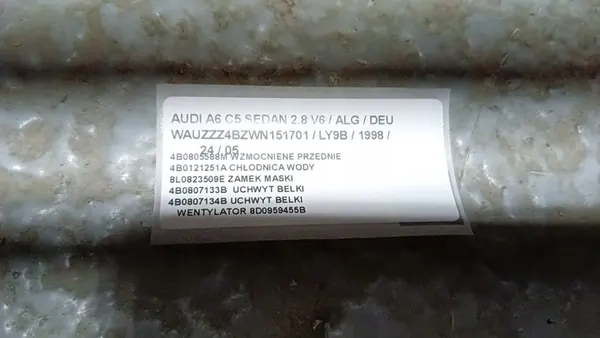 AUDI A6 C5 SEDAN 2.8 V6 / ALG / DEU
WAUZZZ4BZWN151701 / LY9B / 1998 /
24 / 05
4B0805588M WZMOCNIENE PRZEDNIE
4B0121251A CHŁODNICA WODY
8L0823509E ZAMEK MASKI
4B0807133B UCHWYT BELKI
4B0807134B UCHWYT BELKI
WENTYLATOR 8D0959455B